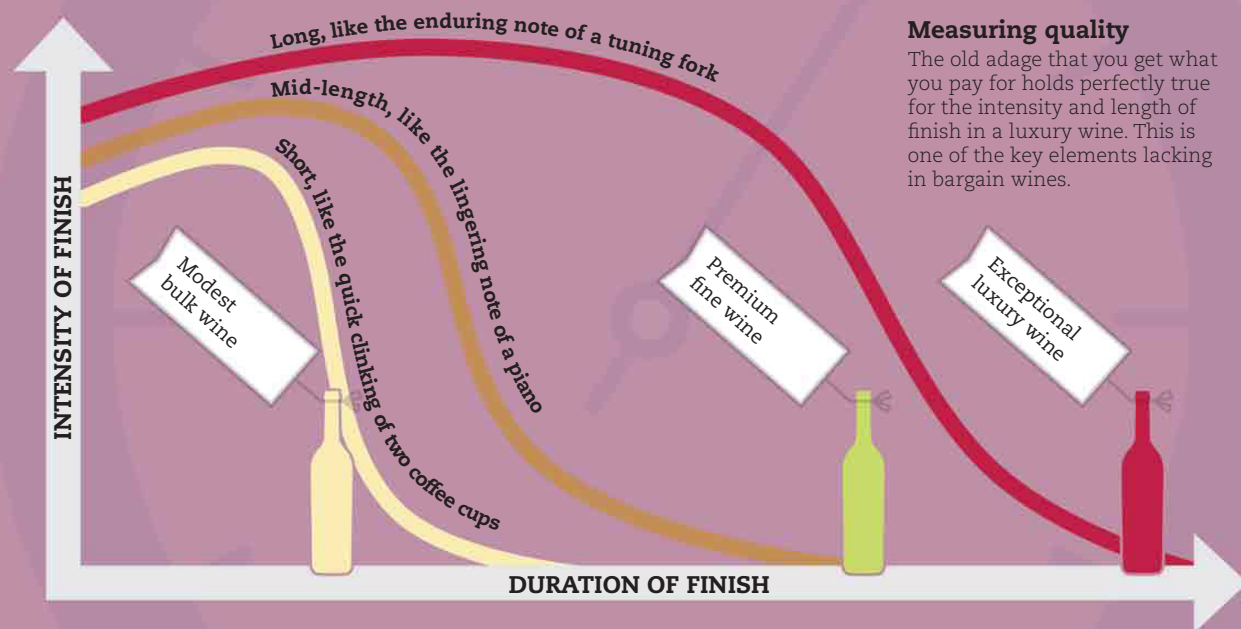 Measuring quality
The old adage that you get what
you pay for holds perfectly true
for the intensity and length of
finish in a luxury wine. This is
one of the key elements lacking
in bargain wines.
Long, like the enduring note of a tuning fork
Mid-length, like the lingering note of a piano
Short, like the quick clinking of two coffee cups
INTENSITY OF FINISH
Modest
bulk wine
Premium
fine wine
Exceptional
luxury wine
DURATION OF FINISH